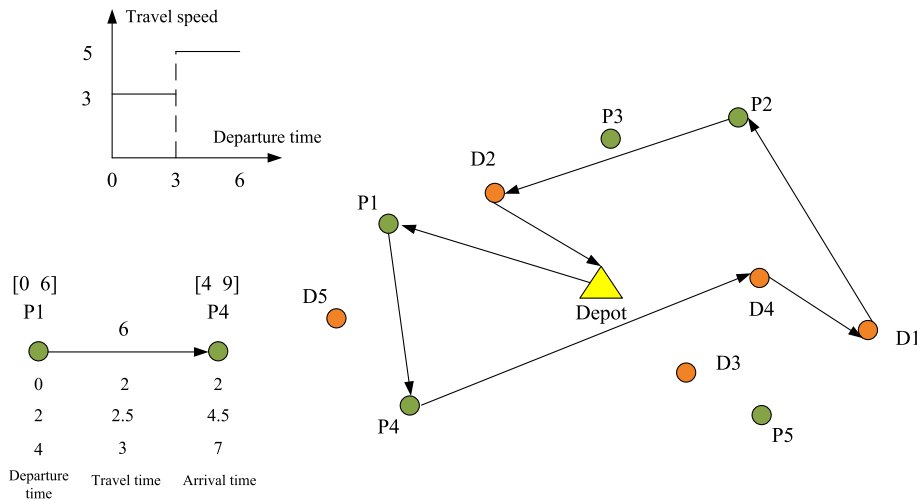 Travel speed
5
3
Departure time
0 3 6
P3
P2
D2
P1
[0 6] [4 9]
P1 P4
D5
Depot
D4
6
D1
D3
0 2 2
2 2.5 4.5
P4
P5
4 3 7
Departure
time
Travel time
Arrival time